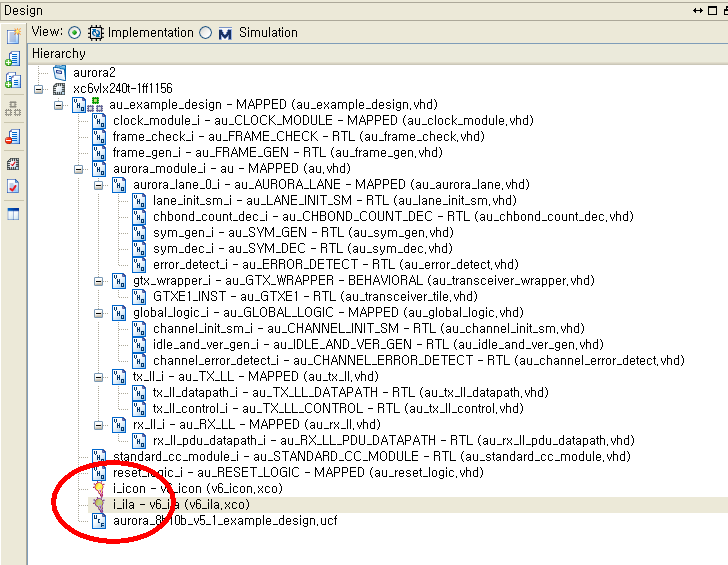 Design
View: Implementation Simulation
Hierarchy
aurora2
xc6vlx240t-1ff1156
au_example_design - MAPPED (au_example_design.vhd)
clock_module_i - au_CLOCK_MODULE - MAPPED (au_clock_module.vhd)
frame_check_i - au_FRAME_CHECK - RTL (au_frame_check.vhd)
frame_gen_i - au_FRAME_GEN - RTL (au_frame_gen.vhd)
aurora_module_i - au - MAPPED (au.vhd)
aurora_lane_0_i - au_AURORA_LANE - MAPPED (au_aurora_lane.vhd)
lane_init_sm_i - au_LANE_INIT_SM - RTL (au_lane_init_sm.vhd)
chbond_count_dec_i - au_CHBOND_COUNT_DEC - RTL (au_chbond_count_dec.vhd)
sym_gen_i - au_SYM_GEN - RTL (au_sym_gen.vhd)
sym_dec_i - au_SYM_DEC - RTL (au_sym_dec.vhd)
error_detect_i - au_ERROR_DETECT - RTL (au_error_detect.vhd)
gtx_wrapper_i - au_GTX_WRAPPER - BEHAVIORAL (au_transceiver_wrapper.vhd)
GTXE1_INST - au_GTXE1 - RTL (au_transceiver_tile.vhd)
global_logic_i - au_GLOBAL_LOGIC - MAPPED (au_global_logic.vhd)
channel_init_sm_i - au_CHANNEL_INIT_SM - RTL (au_channel_init_sm.vhd)
idle_and_ver_gen_i - au_IDLE_AND_VER_GEN - RTL (au_idle_and_ver_gen.vhd)
channel_error_detect_i - au_CHANNEL_ERROR_DETECT - RTL (au_channel_error_detect.vhd)
tx_ll_i - au_TX_LL - MAPPED (au_tx_ll.vhd)
tx_ll_datapath_i - au_TX_LL_DATAPATH - RTL (au_tx_ll_datapath.vhd)
tx_ll_control_i - au_TX_LL_CONTROL - RTL (au_tx_ll_control.vhd)
rx_ll_i - au_RX_LL - MAPPED (au_rx_ll.vhd)
rx_ll_pdu_datapath_i - au_RX_LL_PDU_DATAPATH - RTL (au_rx_ll_pdu_datapath.vhd)
standard_cc_module_i - au_STANDARD_CC_MODULE - RTL (au_standard_cc_module.vhd)
reset_logic_i - au_RESET_LOGIC - MAPPED (au_reset_logic.vhd)
i_icon - v6_icon (v6_icon.xco)
i_ila - v6_ila (v6_ila.xco)
aurora_8b10b_v5_1_example_design.ucf